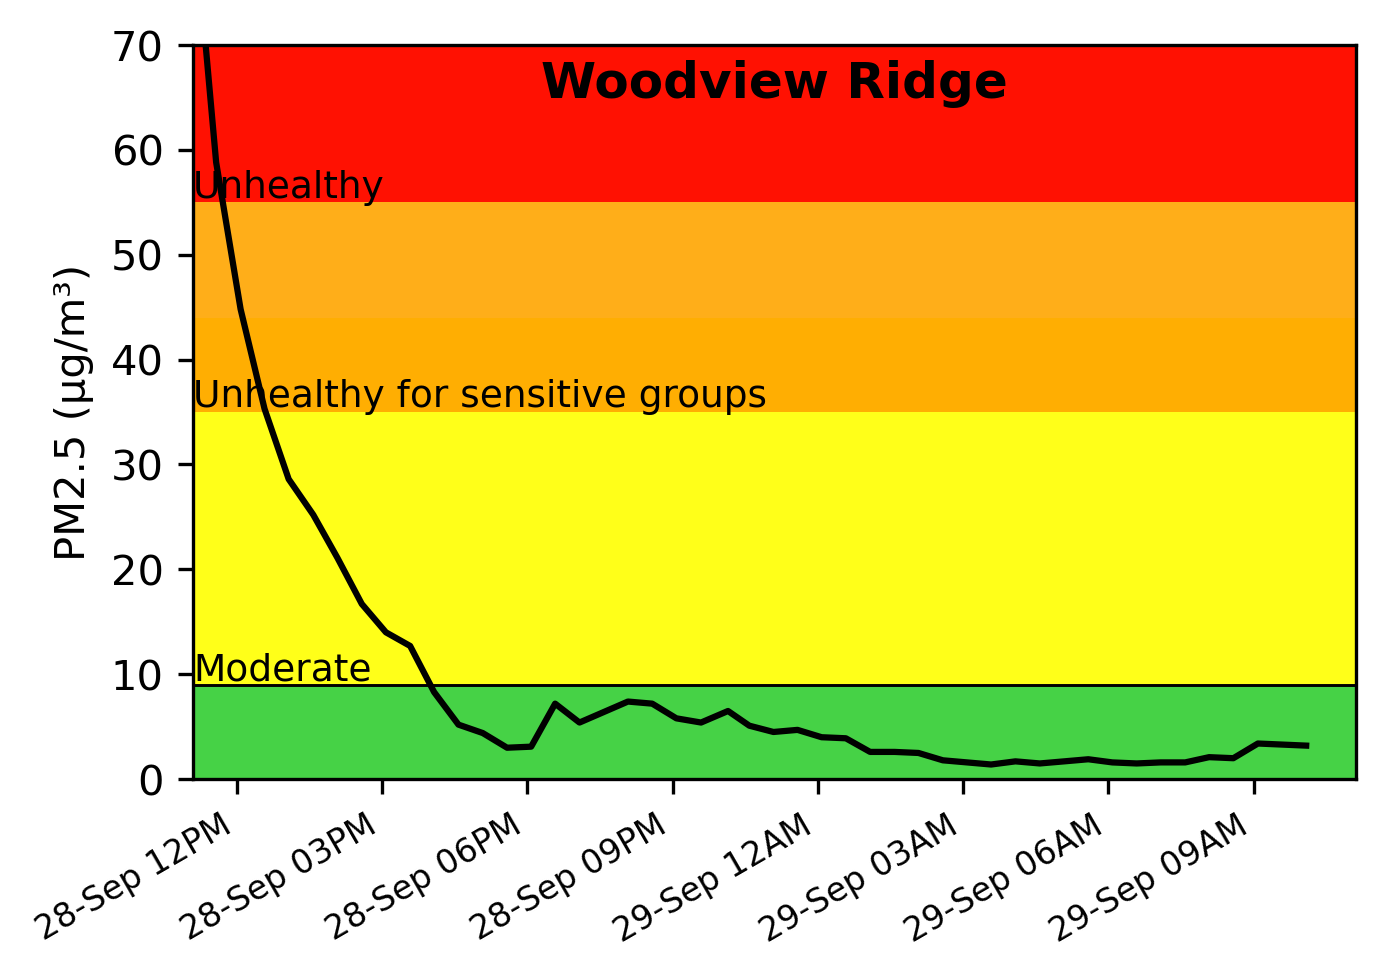 Woodview Ridge
PM2.5 (µg/m³)
70
60
50
40
30
20
10
0
Unhealthy
Unhealthy for sensitive groups
Moderate
28-Sep 12PM
28-Sep 03PM
28-Sep 06PM
28-Sep 09PM
29-Sep 12AM
29-Sep 03AM
29-Sep 06AM
29-Sep 09AM